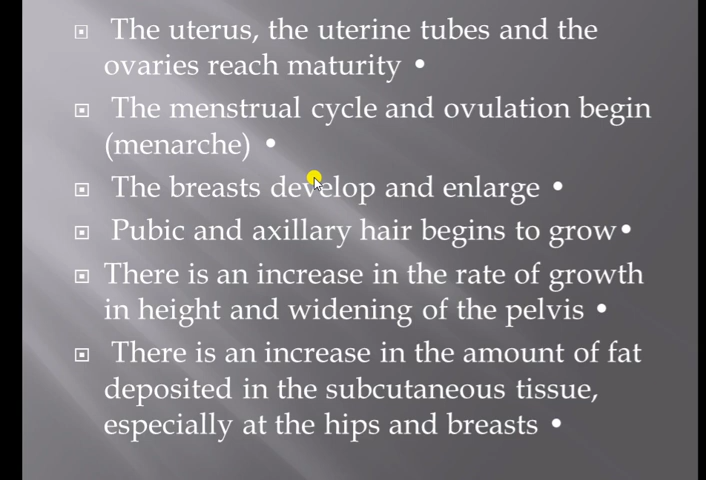 ▣ The uterus, the uterine tubes and the
ovaries reach maturity •
▣ The menstrual cycle and ovulation begin
(menarche) •
▣ The breasts develop and enlarge •
▣ Pubic and axillary hair begins to grow•
▣ There is an increase in the rate of growth
in height and widening of the pelvis •
▣ There is an increase in the amount of fat
deposited in the subcutaneous tissue,
especially at the hips and breasts •